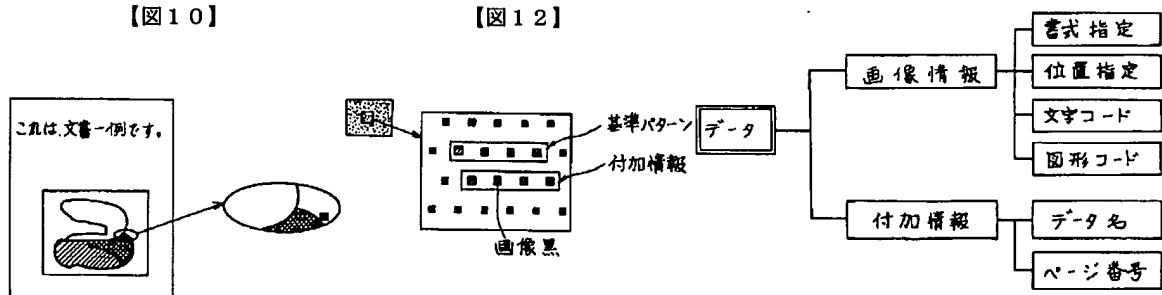 【図10】
【図12】
これは、文書一例です。
基準パターン
付加情報
画像黒
データ
画像情報
書式指定
位置指定
文字コード
図形コード
付加情報
データ名
ページ番号